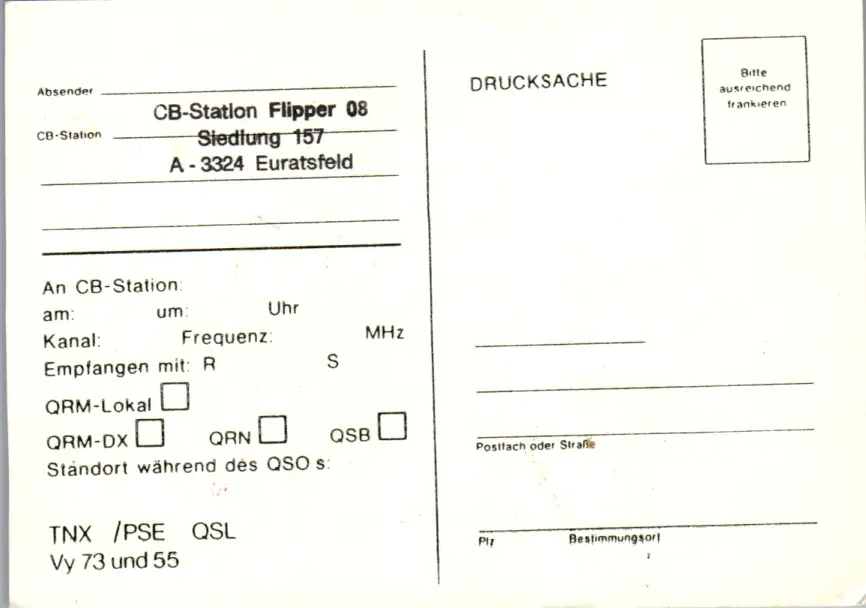 Absender
CB-Station Flipper 08
CB-Station
Siedlung 157
A - 3324 Euratsfeld
An CB-Station:
am: um: Uhr
Kanal: Frequenz: MHz
Empfangen mit: R S
QRM-Lokal
QRM-DX QRN QSB
Standort während des QSO s:
TNX /PSE QSL
Vy 73 und 55
DRUCKSACHE
Bitte
ausreichend
frankieren
Postfach oder Straße
Plz Bestimmungsort